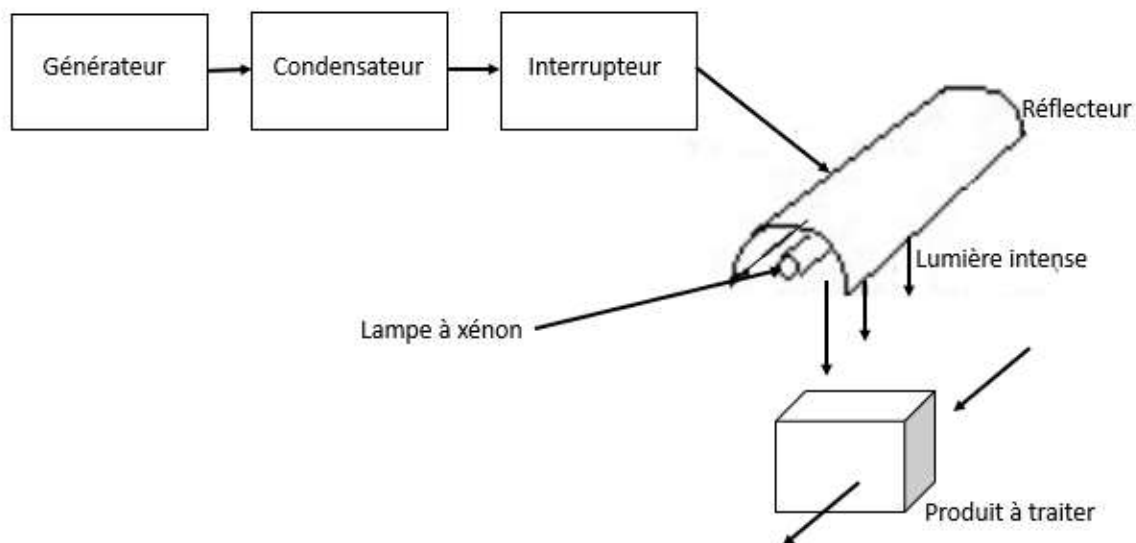 Générateur
Condensateur
Interrupteur
Réflecteur
Lumière intense
Lampe à xénon
Produit à traiter